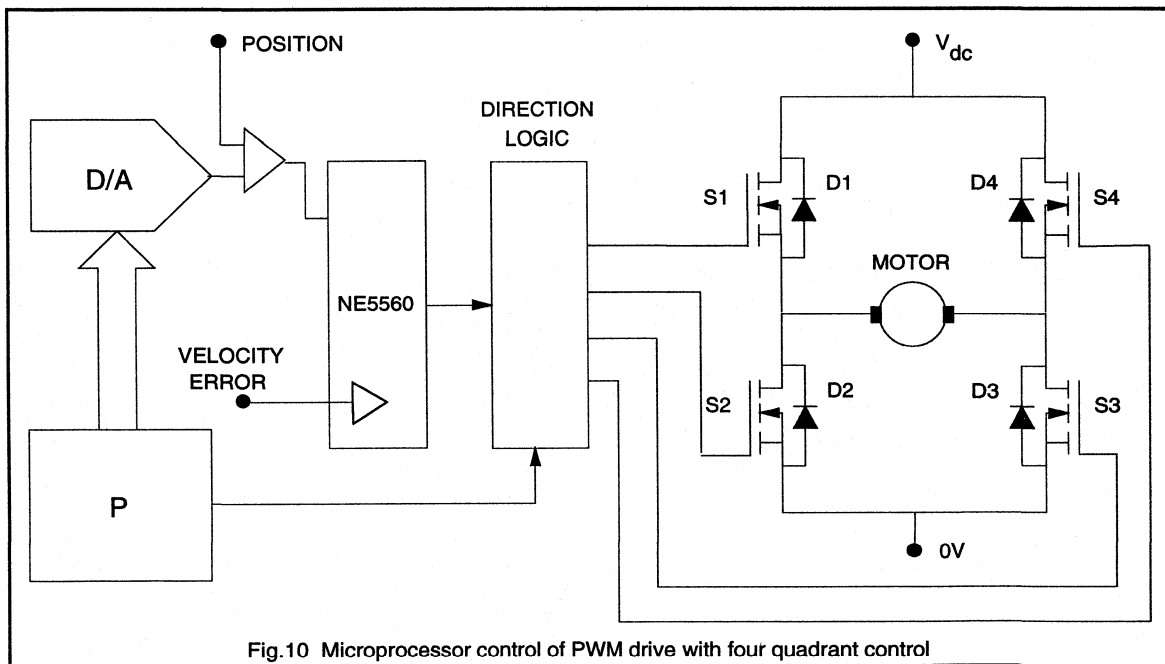 POSITION
V dc
DIRECTION
LOGIC
D/A
S1
D1
D4
S4
MOTOR
NE5560
VELOCITY
ERROR
S2
D2
D3
S3
P
0V
Fig.10 Microprocessor control of PWM drive with four quadrant control